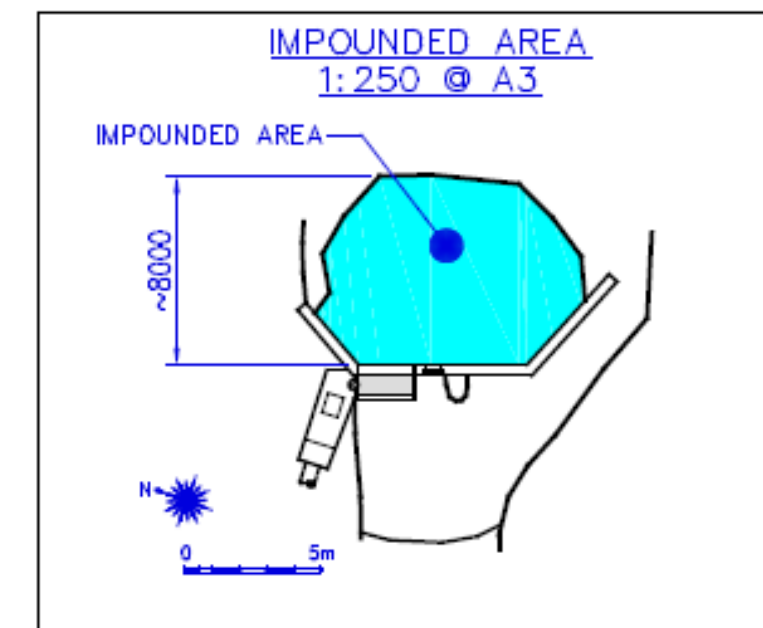 IMPOUNDED AREA
1:250 @ A3
IMPOUNDED AREA
~8000
N
0 5m